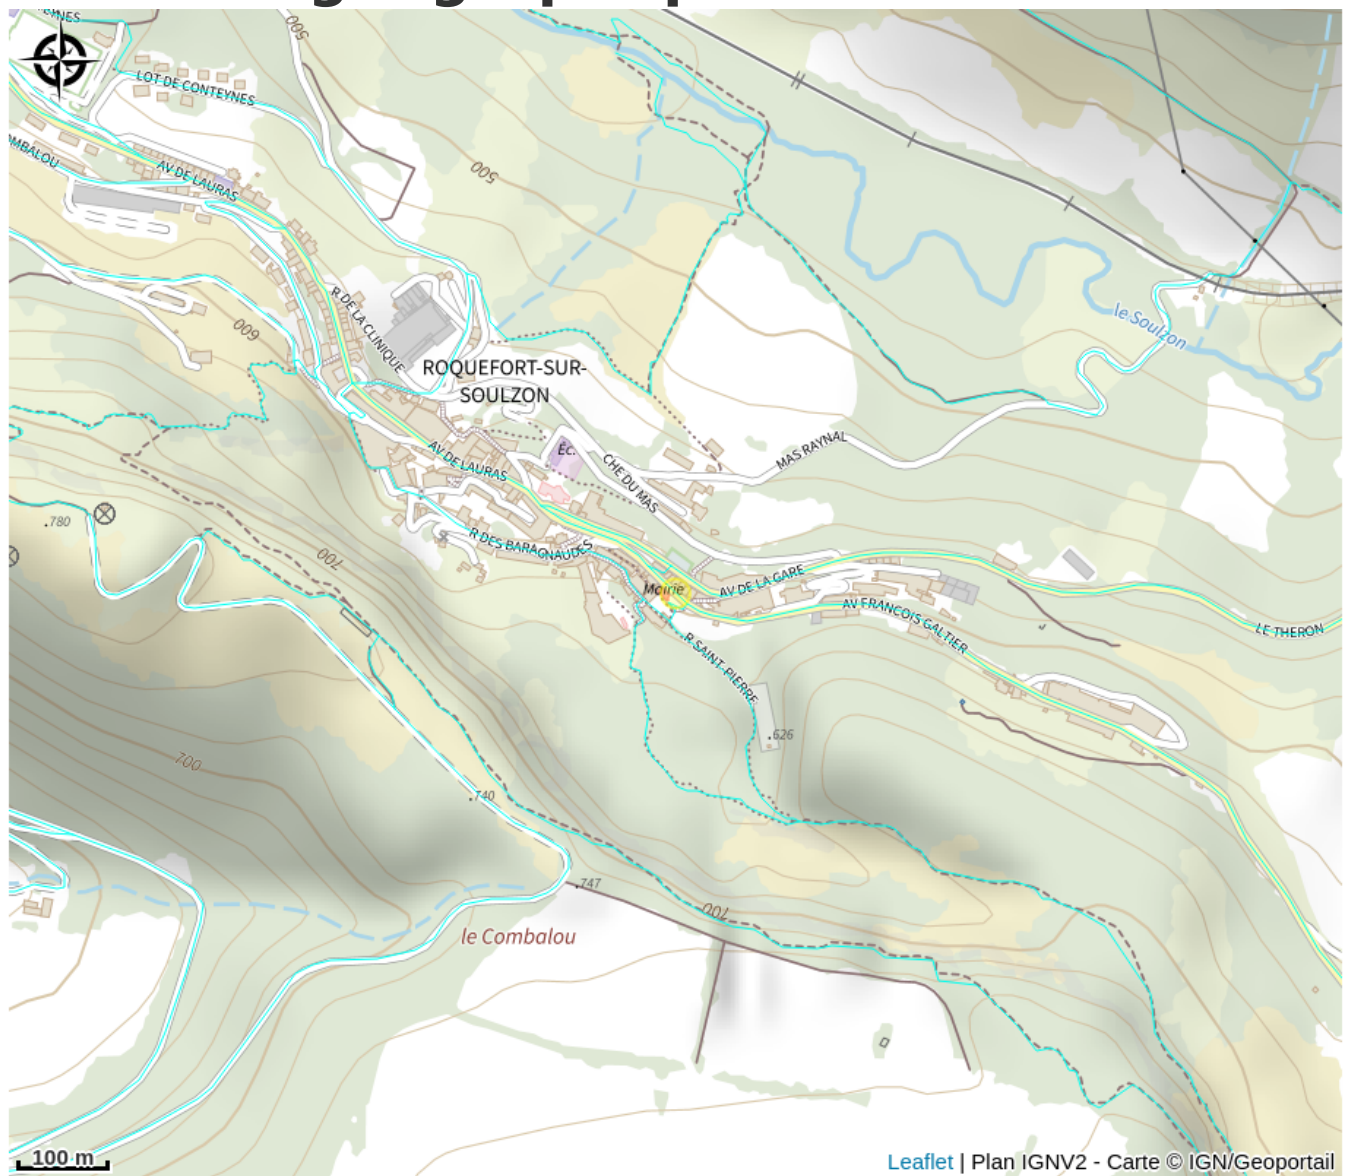 500
LOT DE CONTEYNES
AV DE LAURAS
500
R DE LA CLINIQUE
600
le Soulzon
ROQUEFORT-SUR-
SOULZON
Éc.
MAS RAYNAL
AV DE LAURAS
CHE DU MAS
.780
R DES BARAGNAUDES
700
Mairie
AV DE LA GARE
AV FRANCOIS GALTIER
LE THERON
R SAINT-PIERRE
.626
700
.740
.747
700
le Combalou
100 m
Leaflet | Plan IGNV2 - Carte © IGN/Geoportail